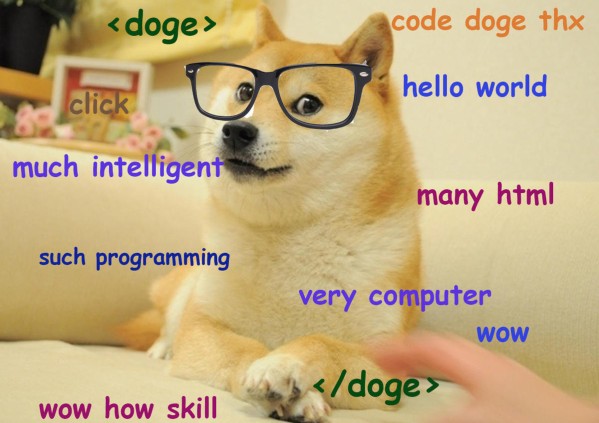 <doge>
code doge thx
hello world
click
much intelligent
many html
such programming
very computer
wow
</doge>
wow how skill